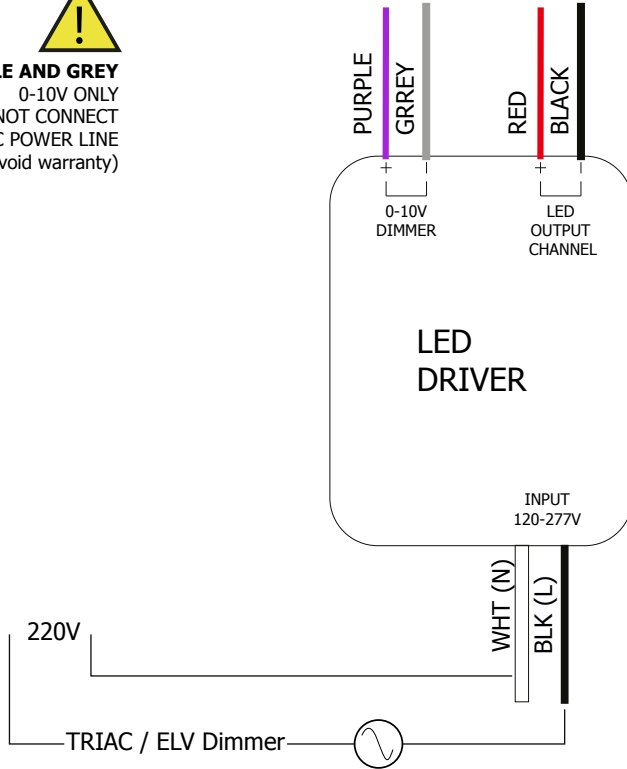 !
LE AND GREY
0-10V ONLY
NOT CONNECT
C POWER LINE
void warranty)
PURPLE
GRREY
RED
BLACK
+
-
+
-
0-10V
DIMMER
LED
OUTPUT
CHANNEL
LED
DRIVER
INPUT
120-277V
WHT (N)
BLK (L)
220V
TRIAC / ELV Dimmer